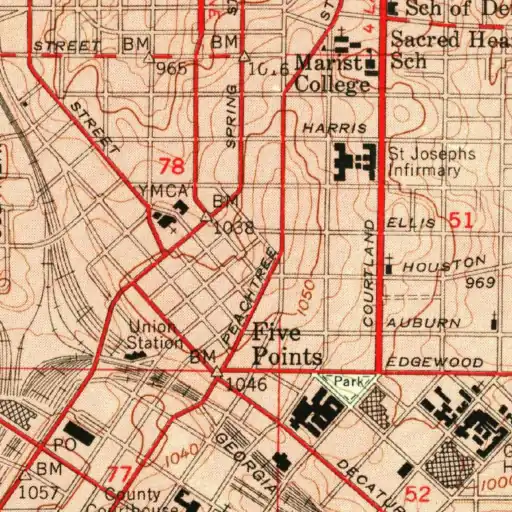 Sch of De
Sacred Hea
Sch
STREET
BM
965
BM
Marist
College
STREET
SPRING
HARRIS
St Josephs
Infirmary
78
YMCA
BM
1038
ELLIS
51
HOUSTON
969
PEACHTREE
1050
COURTLAND
AUBURN
Union
Station
Five
Points
EDGEWOOD
BM
1046
Park
PO
BM
1057
1040
GEORGIA
DECATUR
77
County
Courthouse
52
1000